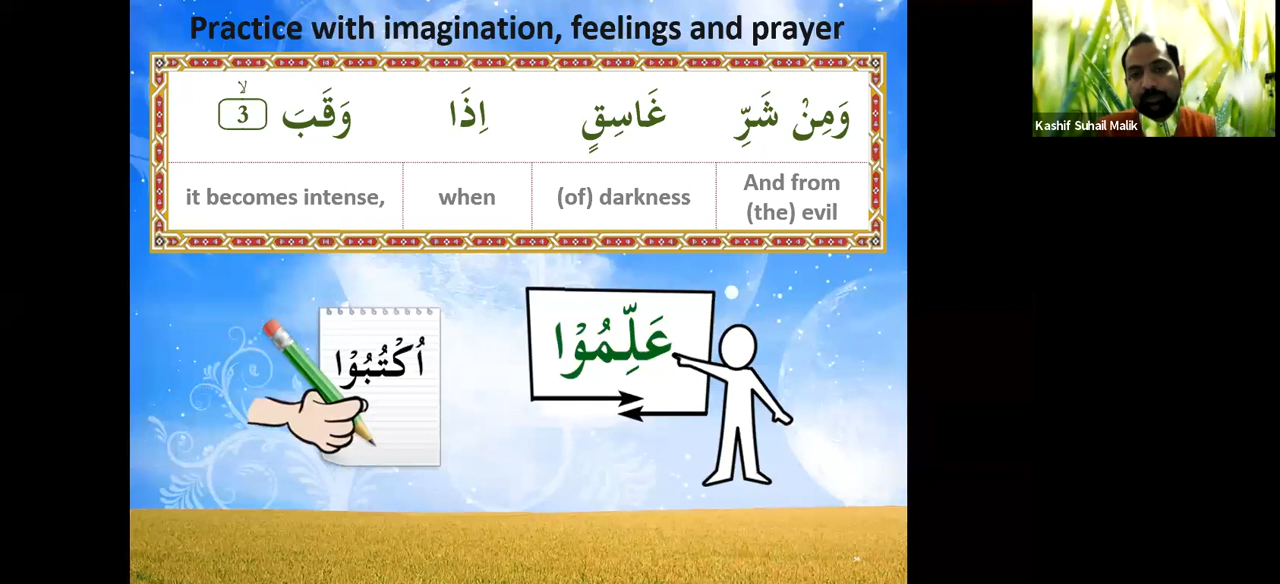 Practice with imagination, feelings and prayer
وَمِنْ شَرِّ غَاسِقٍ اِذَا وَقَبَ ۙ 3
And from (of) darkness when it becomes intense,
(the) evil
عَلِّمُوْا
اُكْتُبُوْا
Kashif Suhail Malik